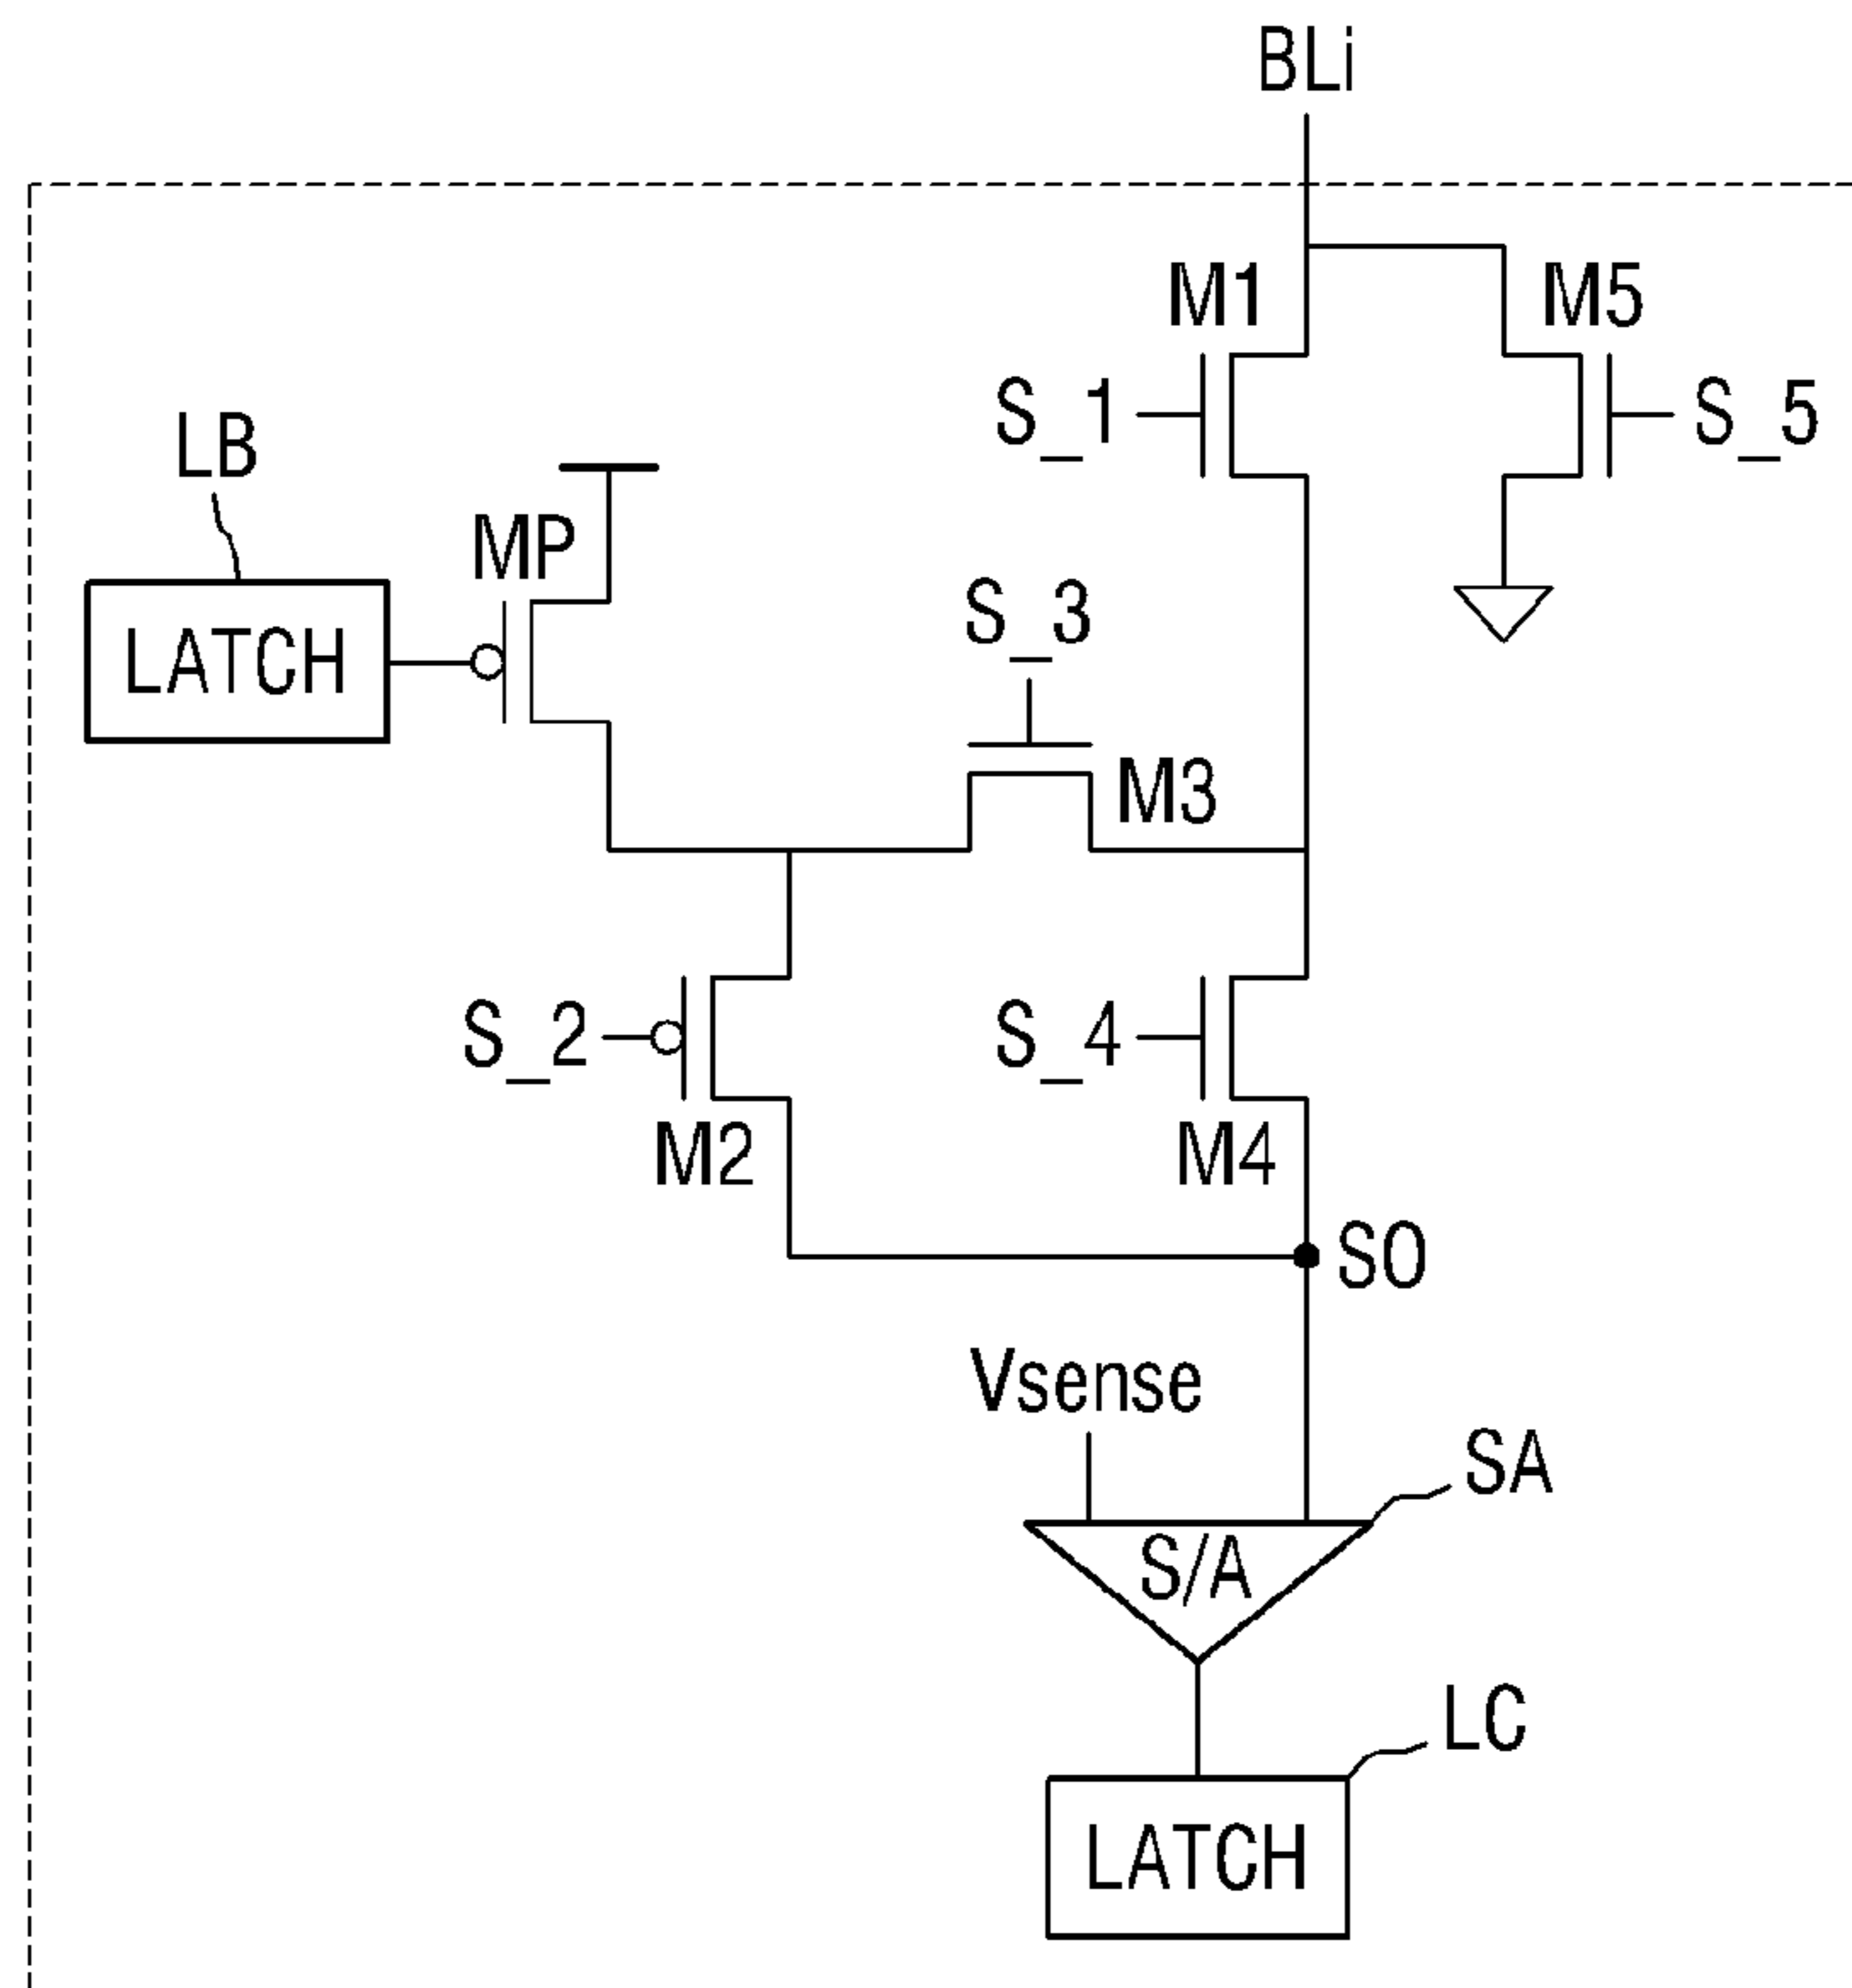 BLi
M1
M5
S_1
S_5
LB
MP
S_3
LATCH
M3
S_2
S_4
M2
M4
SO
Vsense
SA
S/A
LC
LATCH